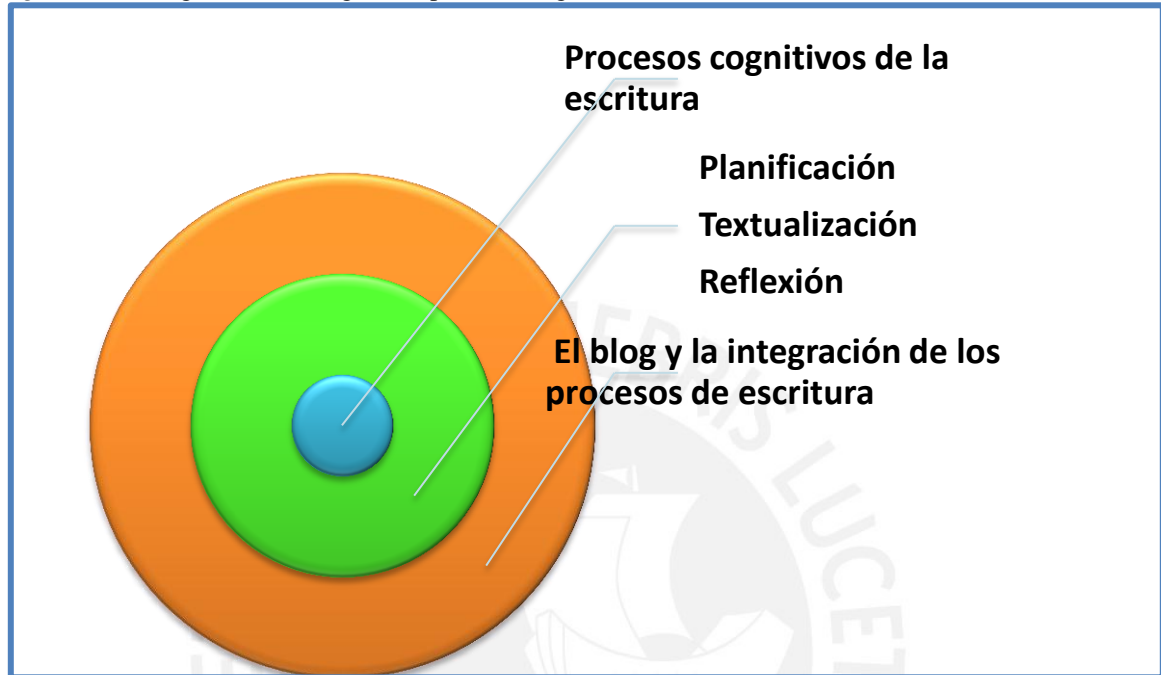 Procesos cognitivos de la
escritura
Planificación
Textualización
Reflexión
El blog y la integración de los
procesos de escritura